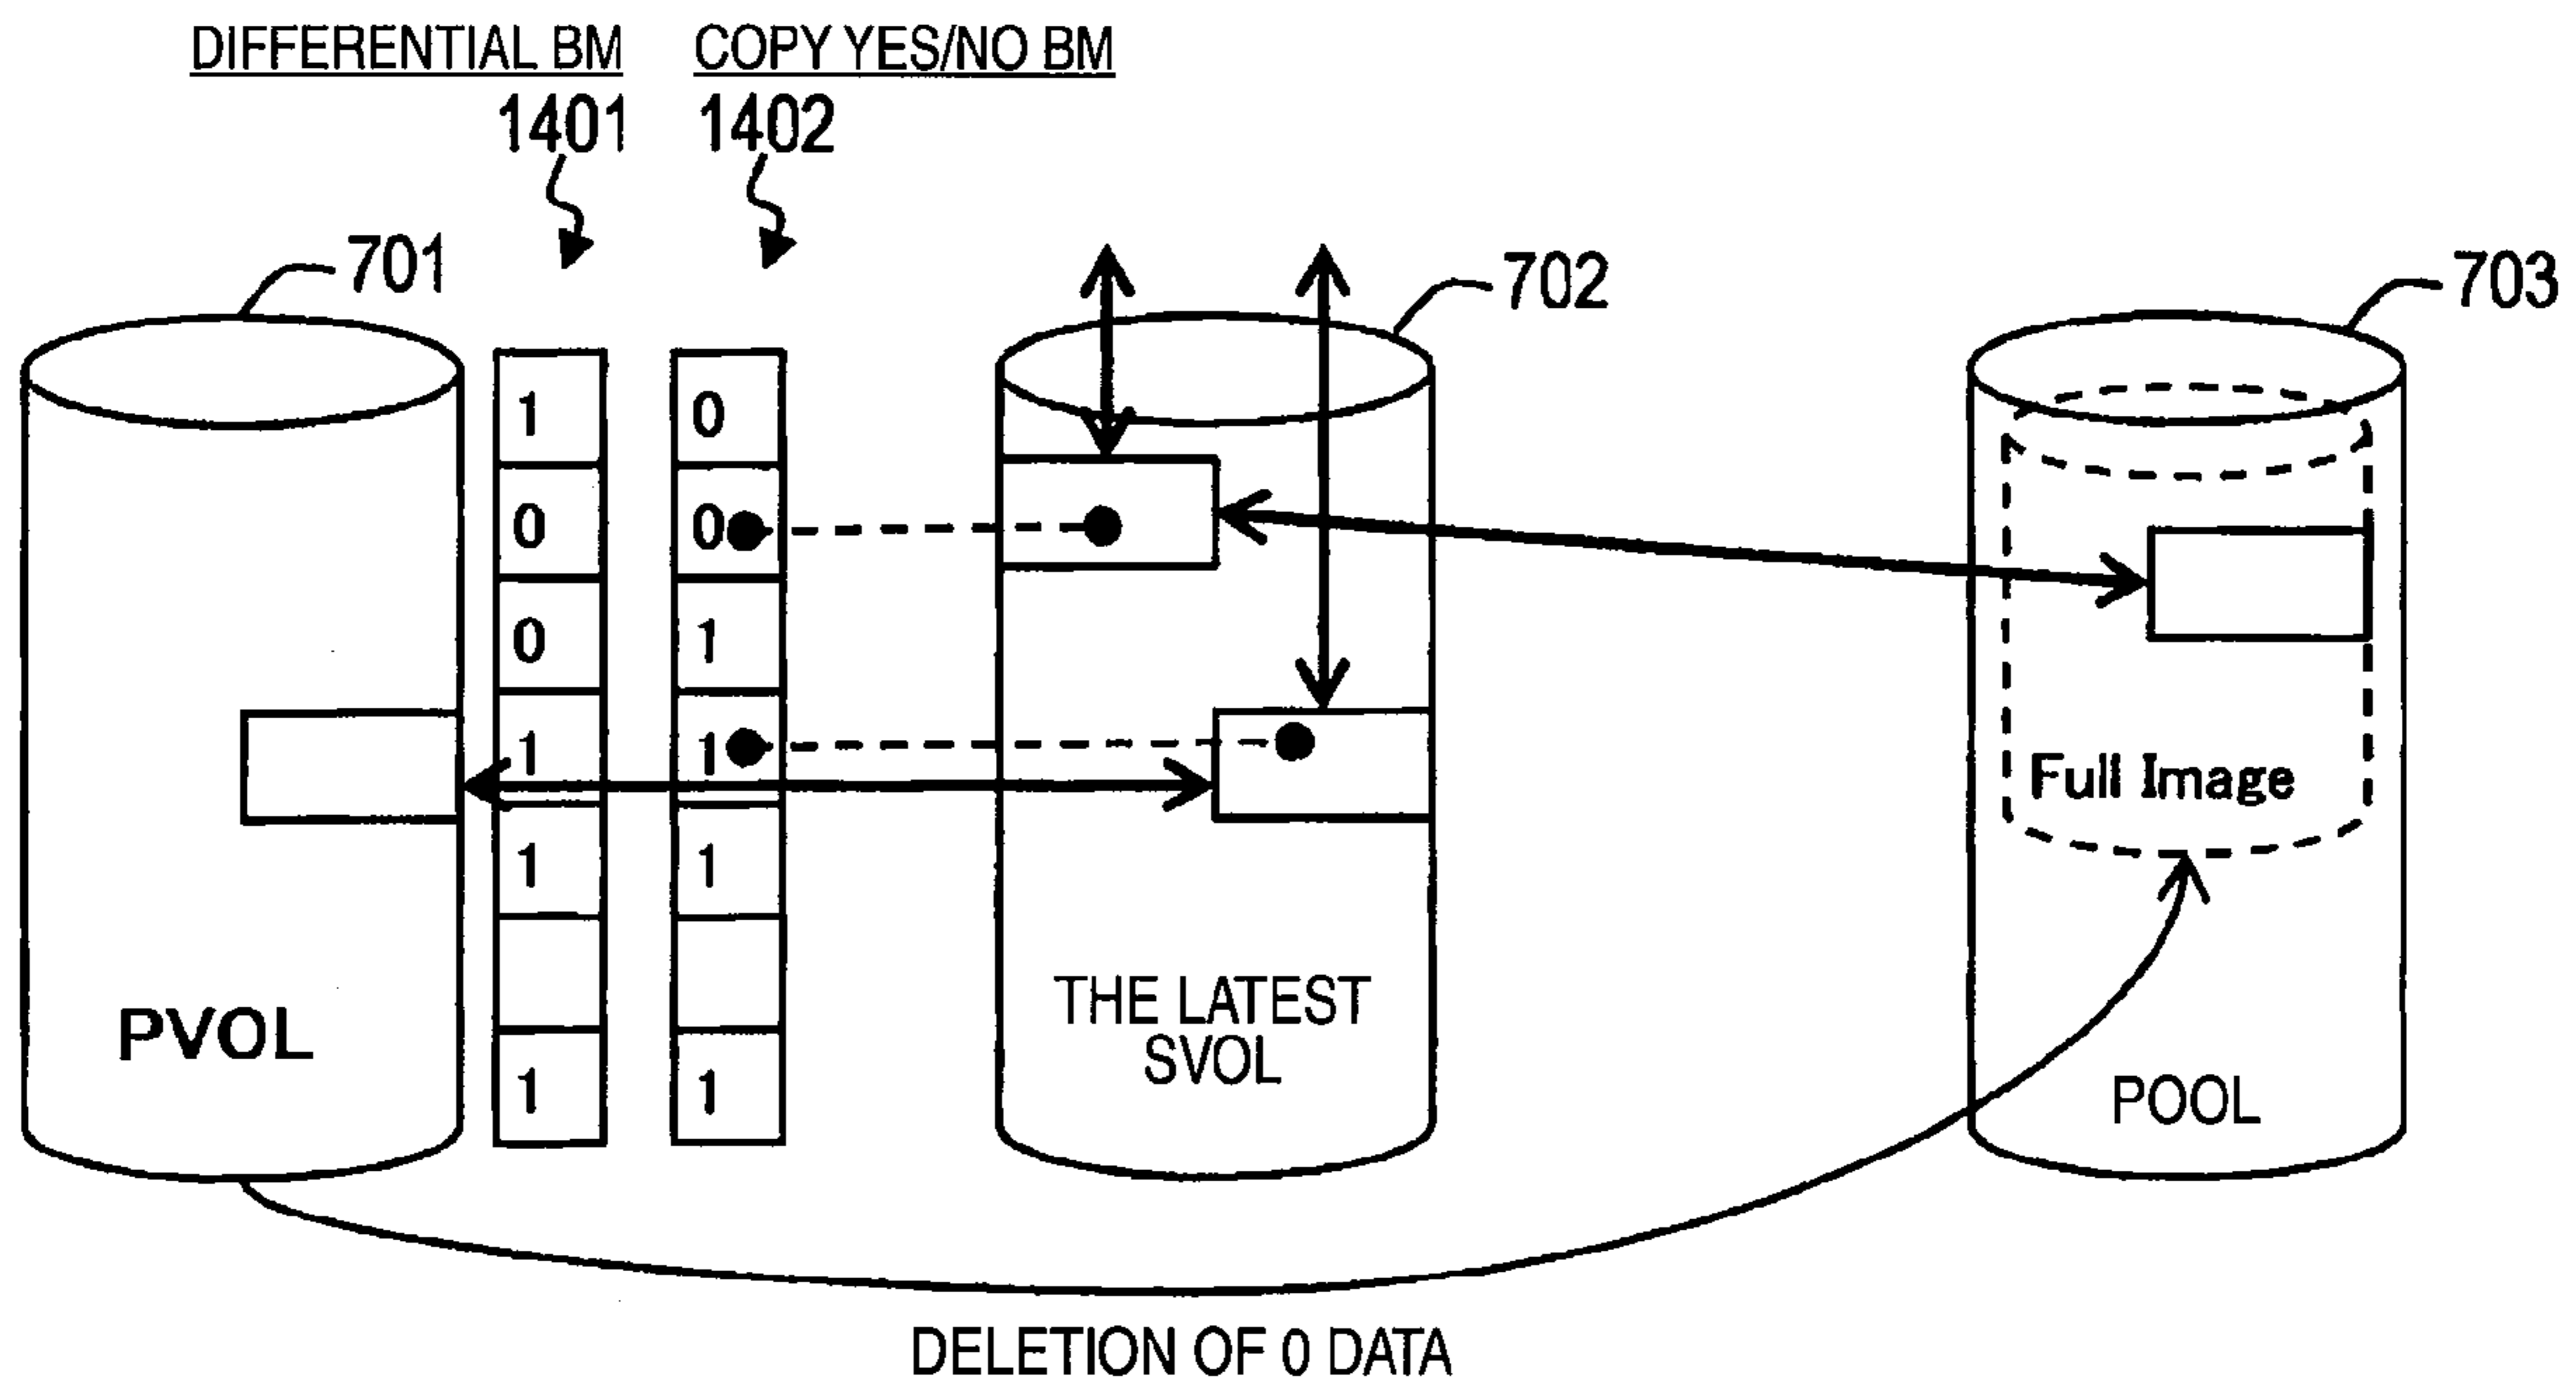 DIFFERENTIAL BM
COPY YES/NO BM
1401
1402
701
702
703
1 0
0 0
0 1
1 1
1 1
1 1
Full Image
PVOL
THE LATEST
SVOL
POOL
DELETION OF 0 DATA